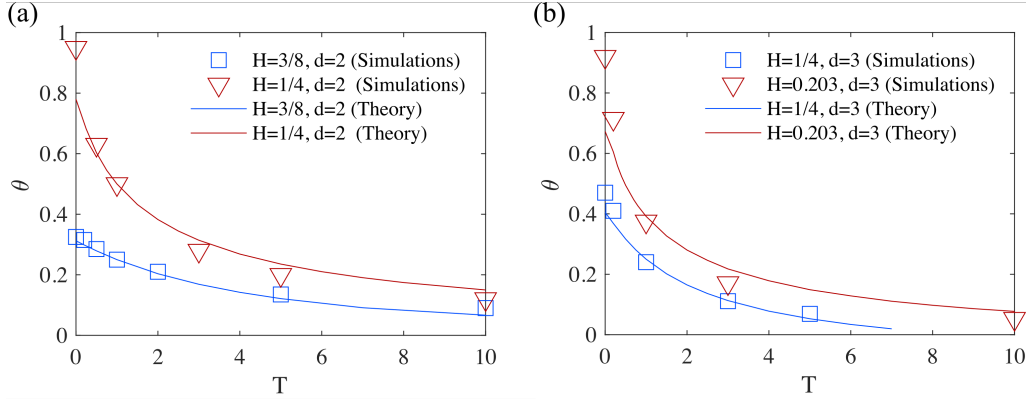 (a)
1
0.8
0.6
0.4
0.2
0
θ
0 2 4 6 8 10
T
H=3/8, d=2 (Simulations)
H=1/4, d=2 (Simulations)
H=3/8, d=2 (Theory)
H=1/4, d=2 (Theory)
(b)
1
0.8
0.6
0.4
0.2
0
θ
0 2 4 6 8 10
T
H=1/4, d=3 (Simulations)
H=0.203, d=3 (Simulations)
H=1/4, d=3 (Theory)
H=0.203, d=3 (Theory)